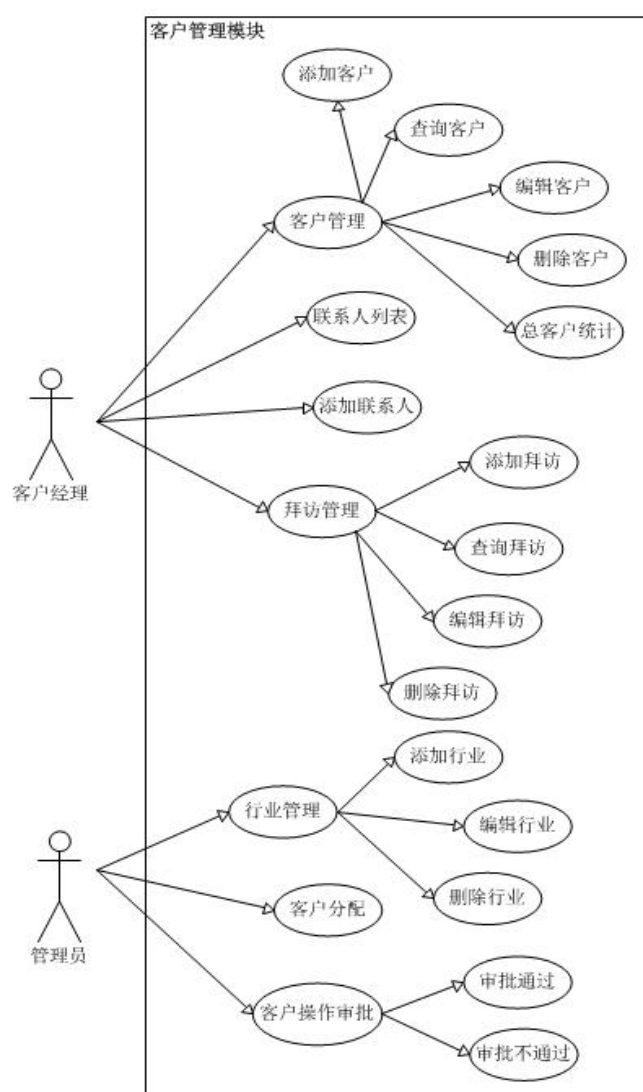 客户管理模块
添加客户
查询客户
编辑客户
客户管理
删除客户
联系人列表
总客户统计
添加联系人
客户经理
添加拜访
拜访管理
查询拜访
编辑拜访
删除拜访
添加行业
行业管理
编辑行业
删除行业
客户分配
管理员
审批通过
客户操作审批
审批不通过